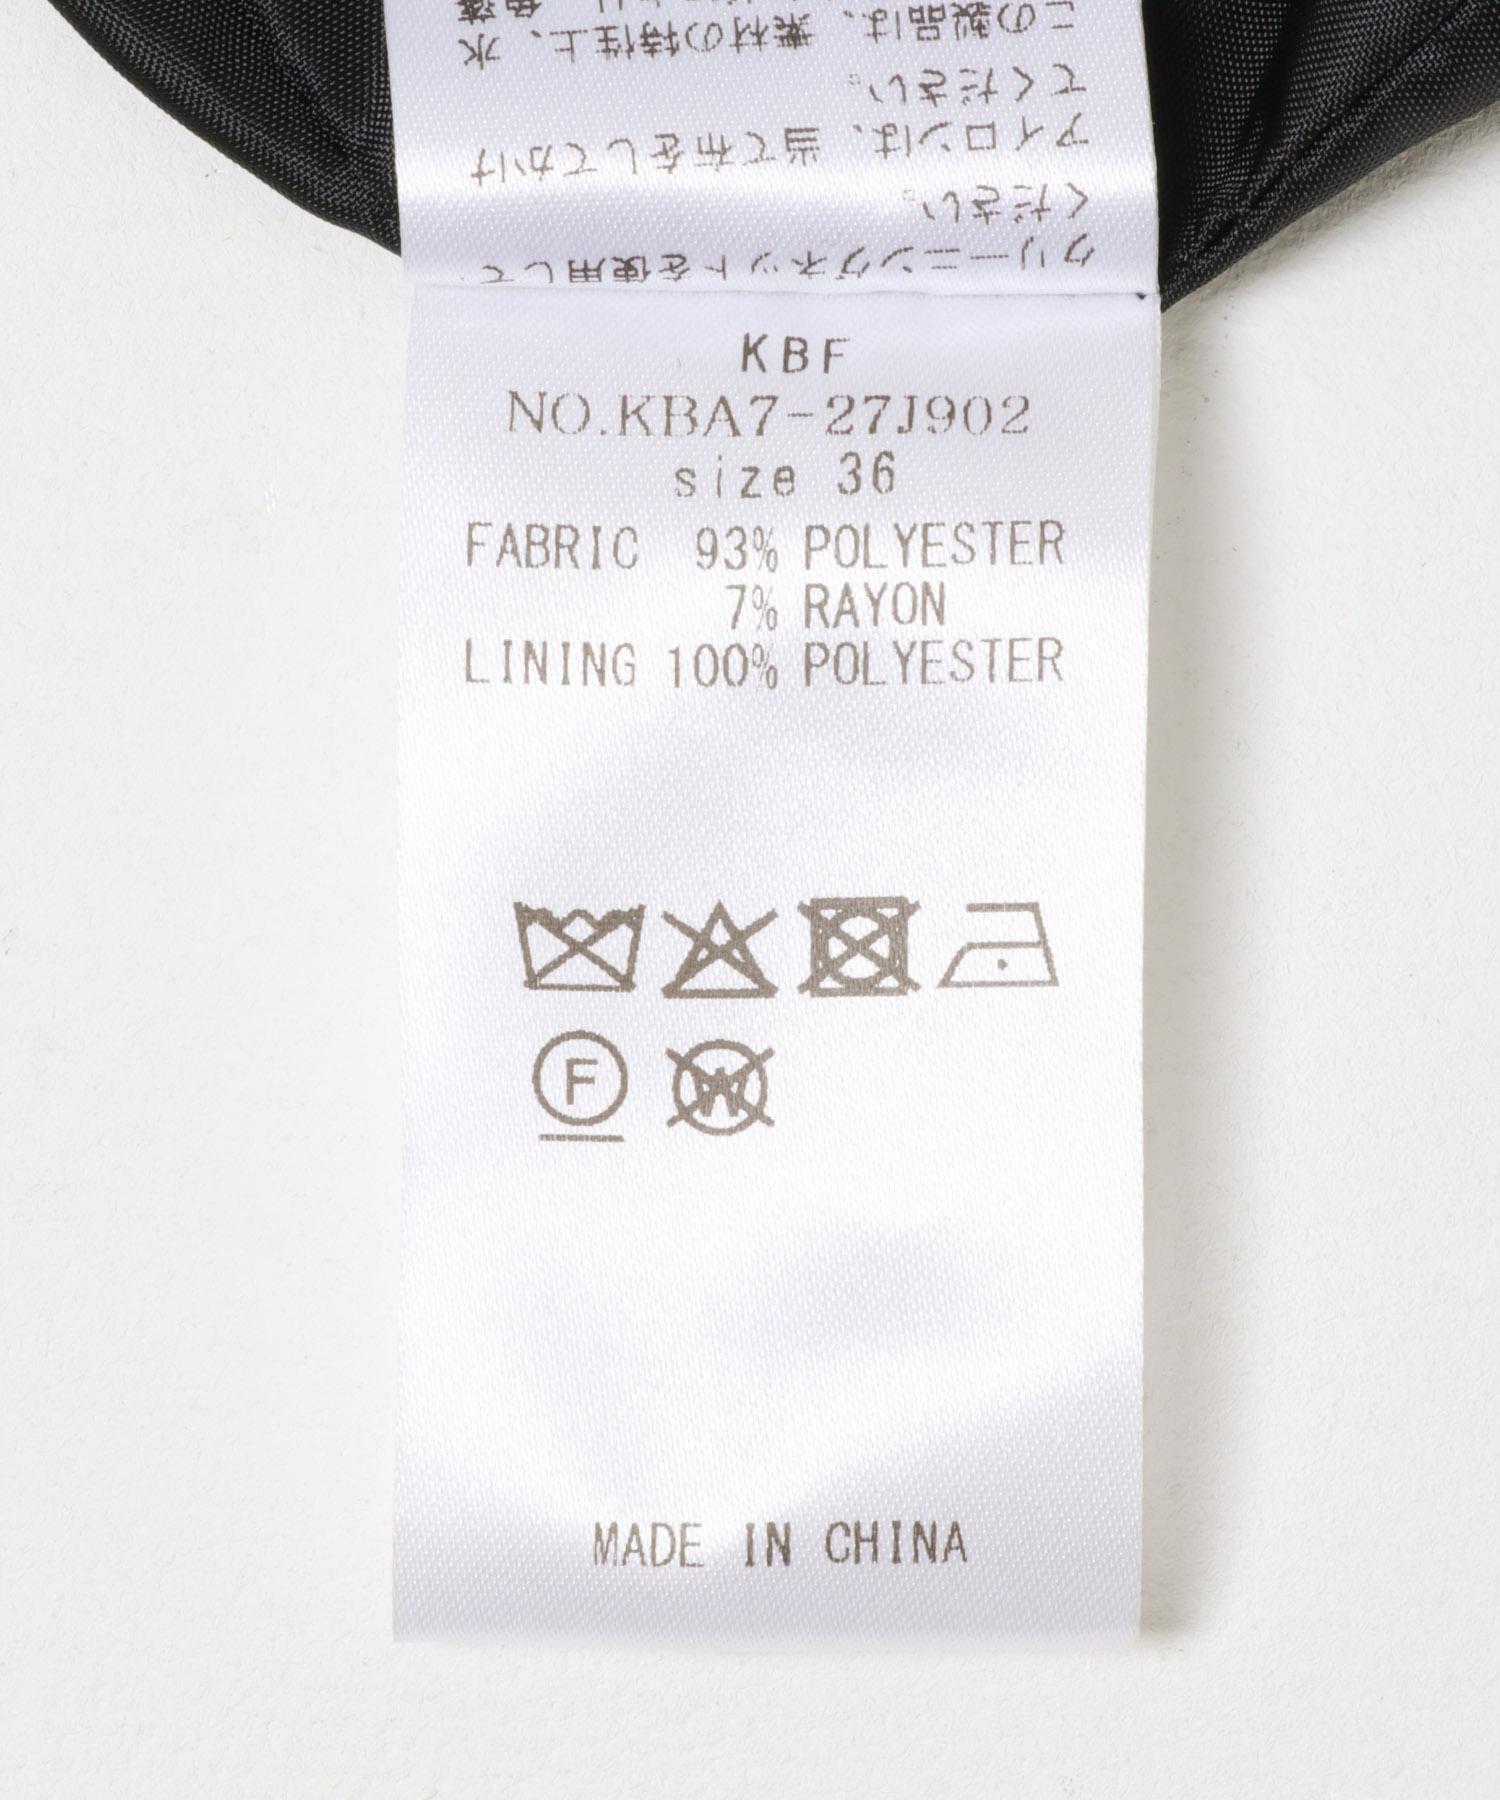 KBF
NO.KBA7-27J902
size 36
FABRIC 93% POLYESTER
7% RAYON
LINING 100% POLYESTER
F
W
MADE IN CHINA
クリーニングネットを使用して
ください。
アイロンは、当て布をしてかけ
てください。
この製品は、素材の特性上、水